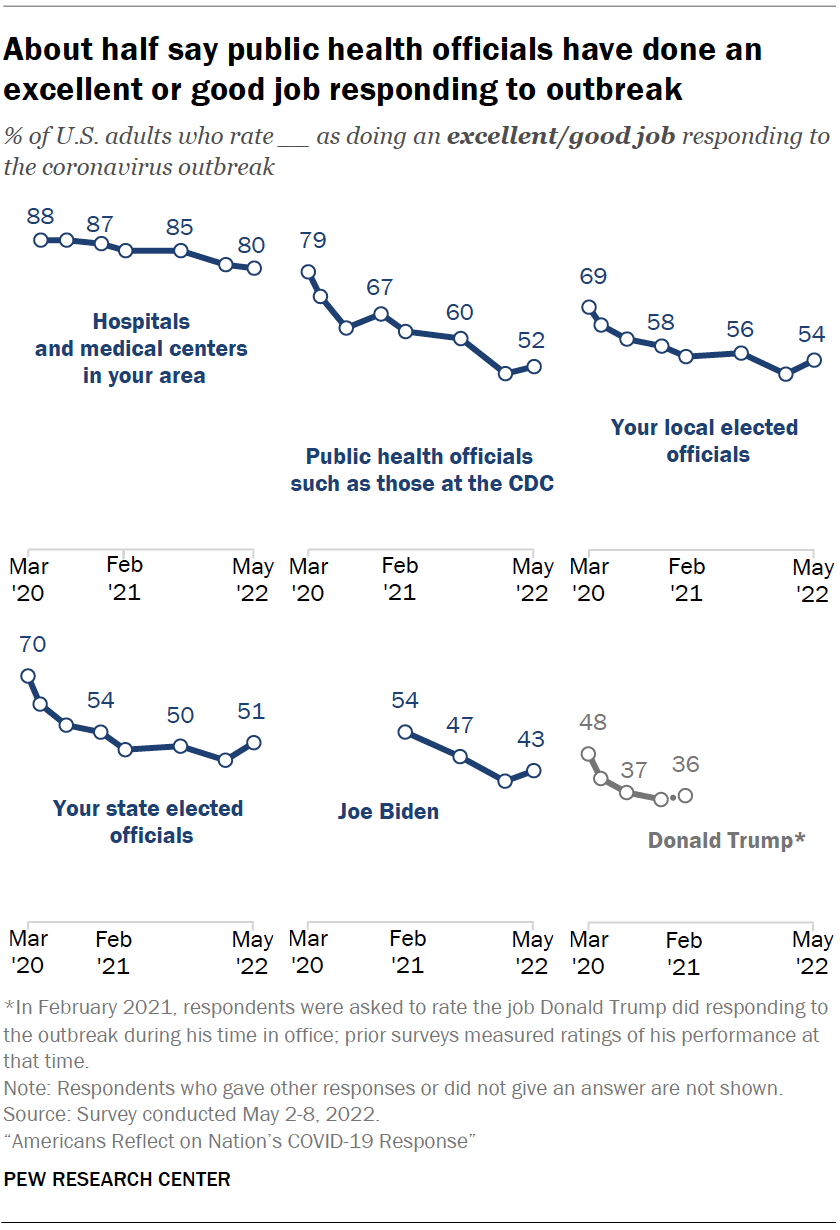 About half say public health officials have done an
excellent or good job responding to outbreak
% of U.S. adults who rate __ as doing an excellent/good job responding to
the coronavirus outbreak
88 87 85 80
Hospitals
and medical centers
in your area
79 67 60 52
Public health officials
such as those at the CDC
69 58 56 54
Your local elected
officials
Mar '20 Feb '21 May '22
Mar '20 Feb '21 May '22
Mar '20 Feb '21 May '22
70 54 50 51
Your state elected
officials
54 47 43
Joe Biden
48 37 36
Donald Trump*
Mar '20 Feb '21 May '22
Mar '20 Feb '21 May '22
Mar '20 Feb '21 May '22
*In February 2021, respondents were asked to rate the job Donald Trump did responding to
the outbreak during his time in office; prior surveys measured ratings of his performance at
that time.
Note: Respondents who gave other responses or did not give an answer are not shown.
Source: Survey conducted May 2-8, 2022.
“Americans Reflect on Nation’s COVID-19 Response”
PEW RESEARCH CENTER